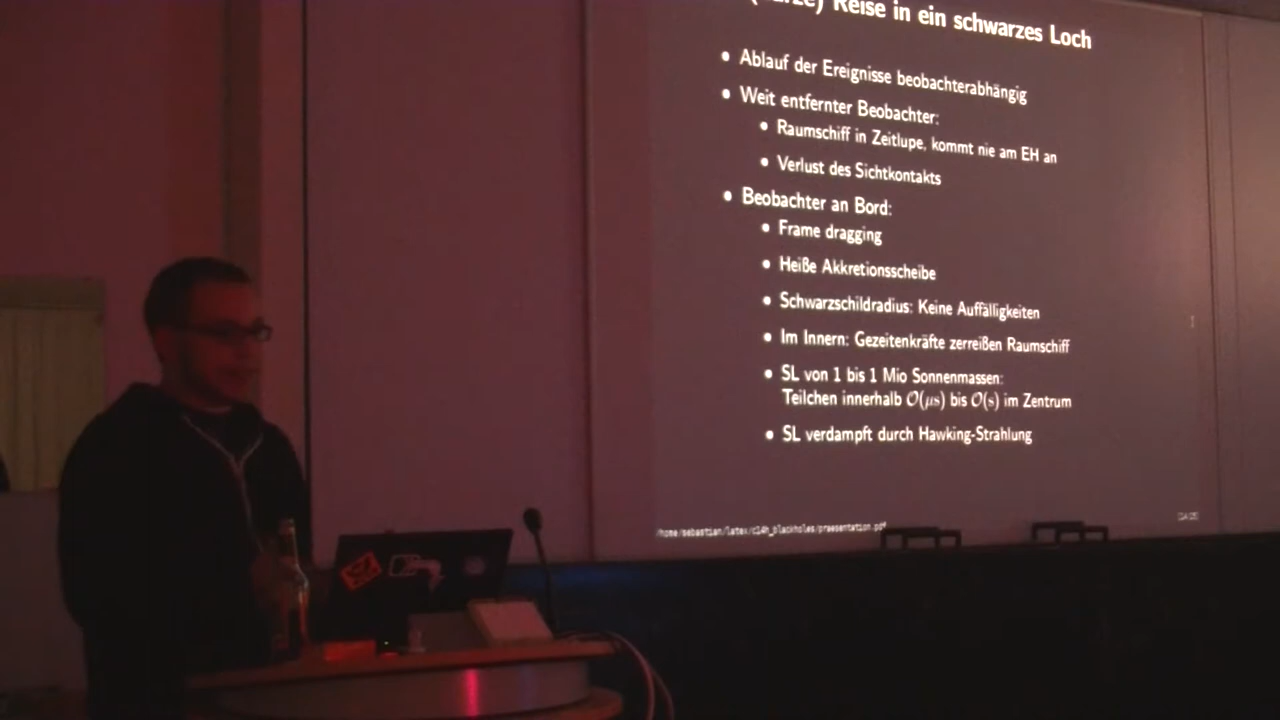 Reise in ein schwarzes Loch
• Ablauf der Ereignisse beobachterabhängig
• Weit entfernter Beobachter:
• Raumschiff in Zeitlupe, kommt nie am EH an
• Verlust des Sichtkontakts
• Beobachter an Bord:
• Frame dragging
• Heiße Akkretionsscheibe
• Schwarzschildradius: Keine Auffälligkeiten
• Im Innern: Gezeitenkräfte zerreißen Raumschiff
• SL von 1 bis 1 Mio Sonnenmassen:
Teilchen innerhalb O(μs) bis O(s) im Zentrum
• SL verdampft durch Hawking-Strahlung
/home/sebastian/latex/c14h_blackholes/praesentation.pdf